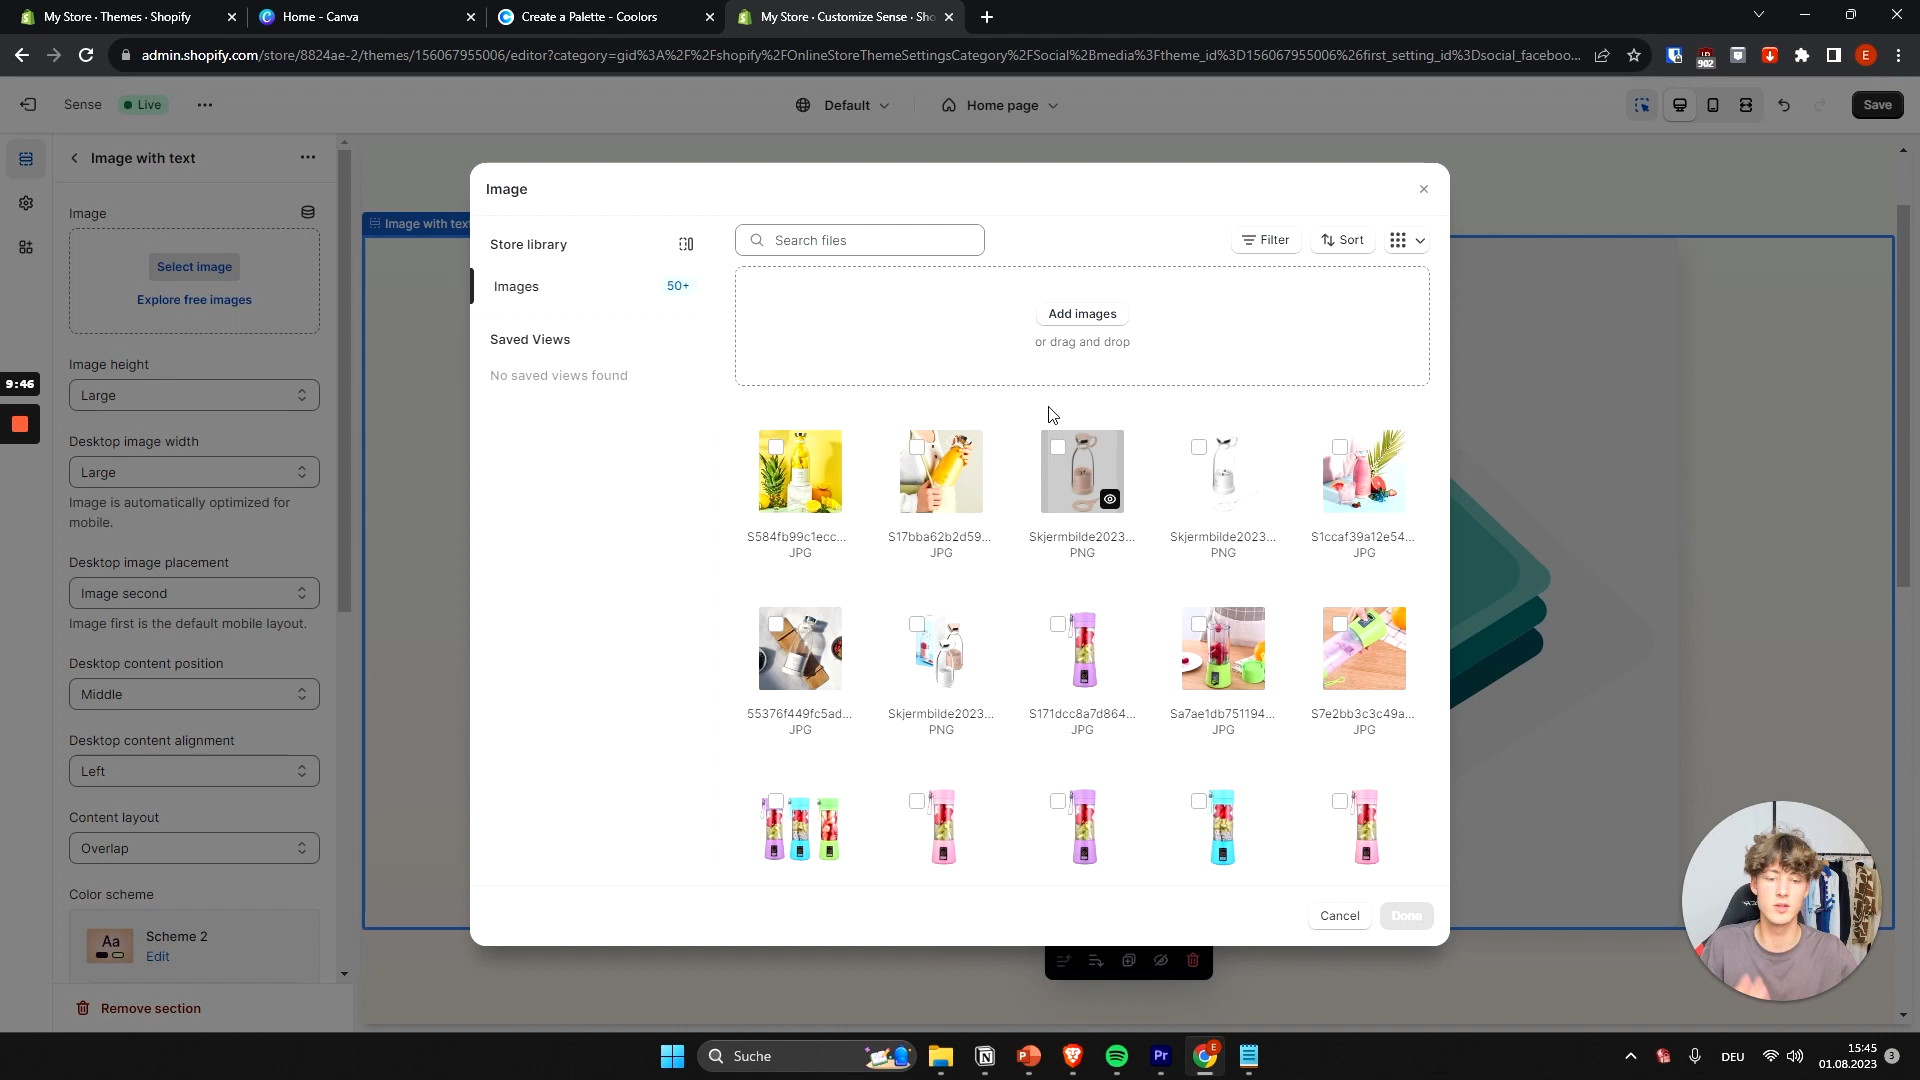 My Store · Themes · Shopify
Home - Canva
Create a Palette - Coolors
My Store · Customize Sense · Sho
admin.shopify.com/store/8824ae-2/themes/156067955006/editor?category=gid%3A%2F%2Fshopify%2FOnlineStoreThemeSettingsCategory%2FSocial%2Bmedia%3Ftheme_id%3D156067955006%26first_setting_id%3Dsocial_faceboo...
902
E
Sense
Live
Default
Home page
Save
Image with text
Image
Select image
Explore free images
Image height
Large
Desktop image width
Large
Image is automatically optimized for
mobile.
Desktop image placement
Image second
Image first is the default mobile layout.
Desktop content position
Middle
Desktop content alignment
Left
Content layout
Overlap
Color scheme
Aa
Scheme 2
Edit
Remove section
9:46
Image with text
Image
Store library
Images
50+
Saved Views
No saved views found
Search files
Filter
Sort
Add images
or drag and drop
S584fb99c1ecc...
JPG
S17bba62b2d59...
JPG
Skjermbilde2023...
PNG
Skjermbilde2023...
PNG
S1ccaf39a12e54...
JPG
55376f449fc5ad...
JPG
Skjermbilde2023...
PNG
S171dcc8a7d864...
JPG
Sa7ae1db751194...
JPG
S7e2bb3c3c49a...
JPG
Cancel
Done
Suche
DEU
15:45
01.08.2023
3